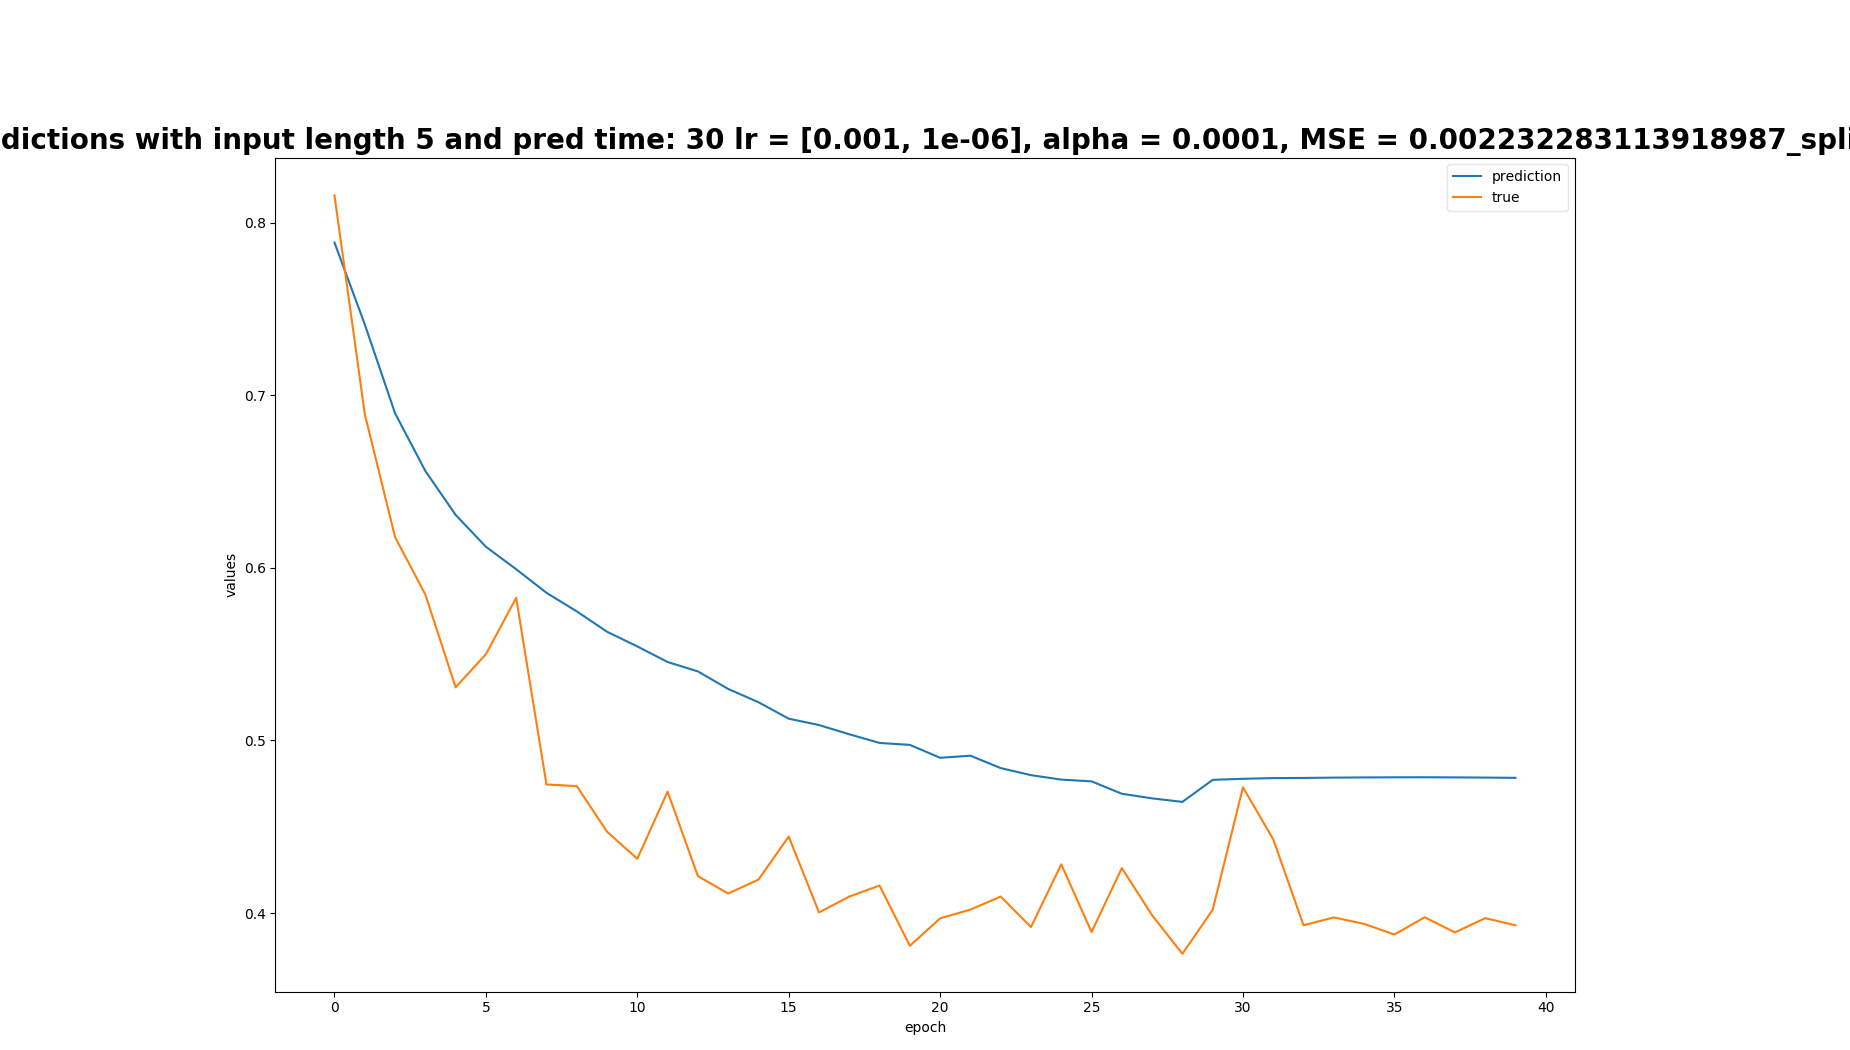 dictions with input length 5 and pred time: 30 lr = [0.001, 1e-06], alpha = 0.0001, MSE = 0.002232283113918987_spli
prediction
true
0.8
0.7
0.6
0.5
0.4
values
0 5 10 15 20 25 30 35 40
epoch